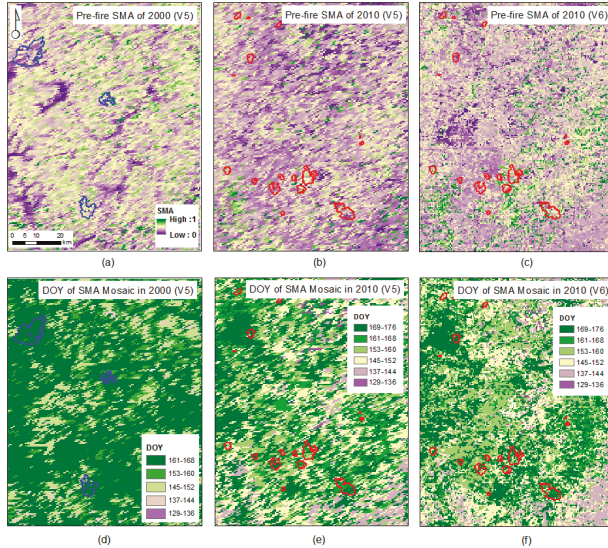 Pre-fire SMA of 2000 (V5)
Pre-fire SMA of 2010 (V5)
Pre-fire SMA of 2010 (V6)
SMA
High : 1
Low : 0
0 5 10 20
km
(a)
(b)
(c)
DOY of SMA Mosaic in 2000 (V5)
DOY of SMA Mosaic in 2010 (V5)
DOY of SMA Mosaic in 2010 (V6)
DOY
161-168
153-160
145-152
137-144
129-136
DOY
169-176
161-168
153-160
145-152
137-144
129-136
DOY
169-176
161-168
153-160
145-152
137-144
129-136
(d)
(e)
(f)